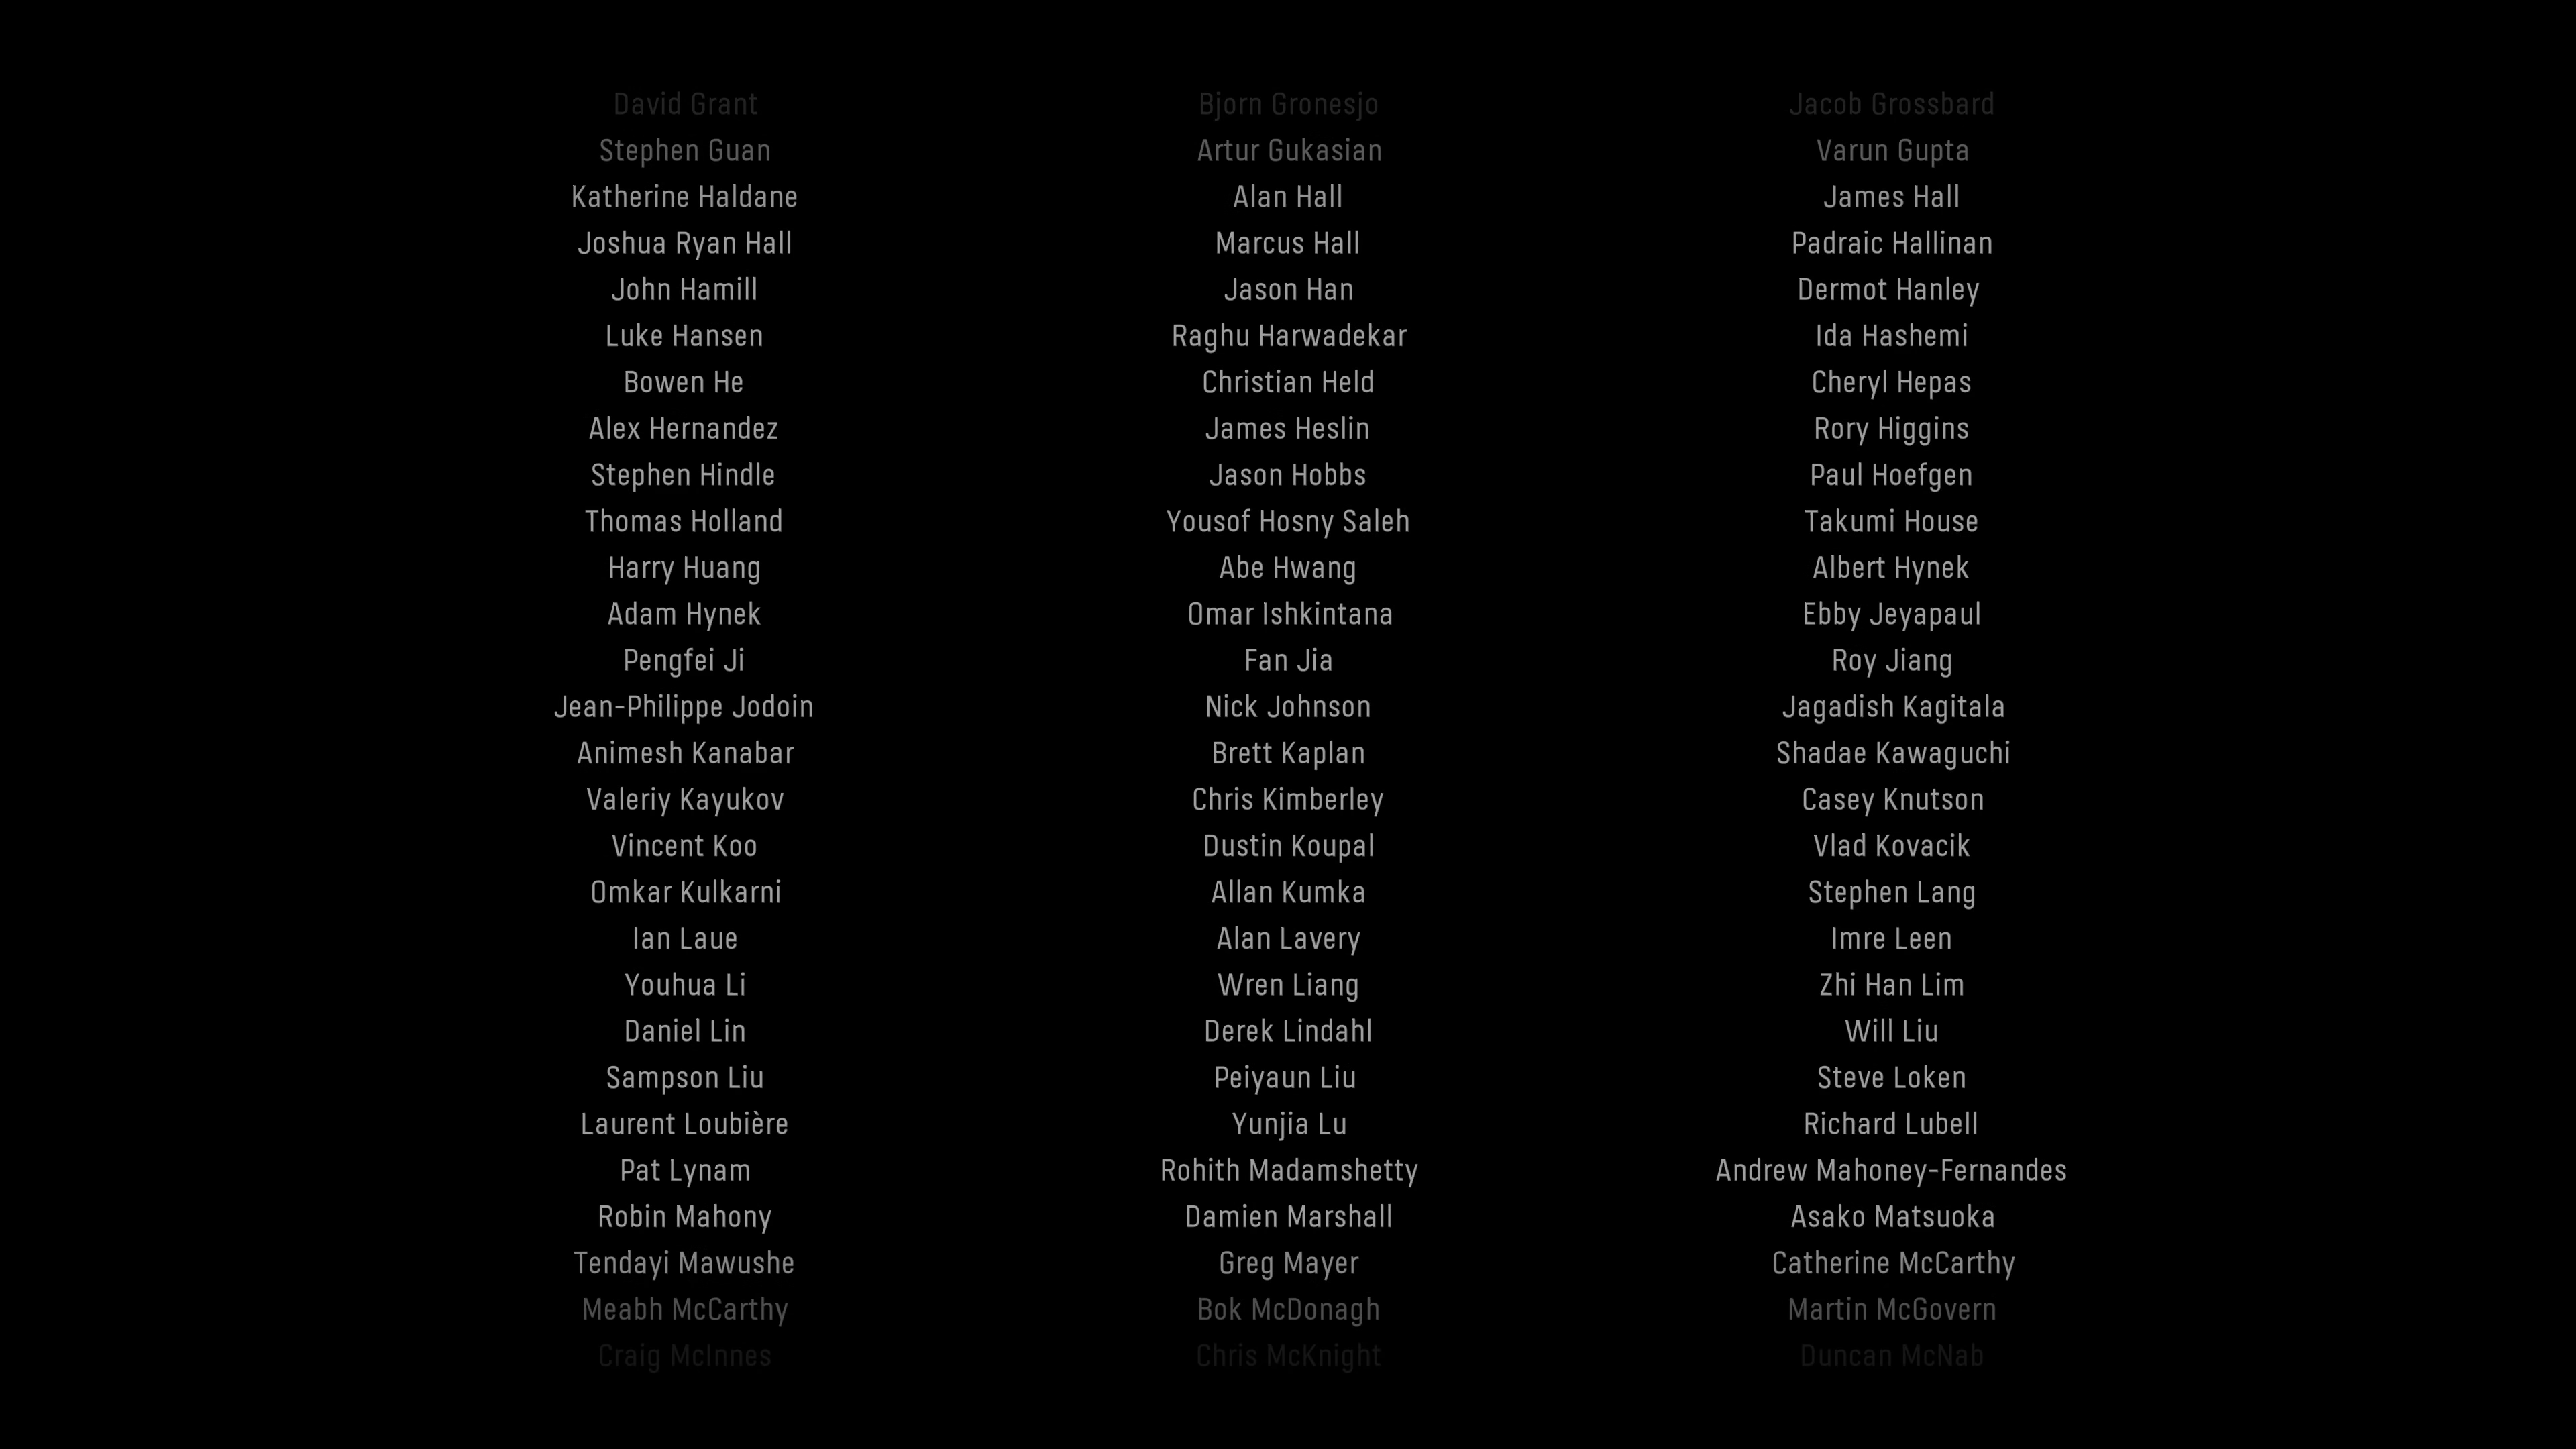 David Grant Bjorn Gronesjo Jacob Grossbard
Stephen Guan Artur Gukasian Varun Gupta
Katherine Haldane Alan Hall James Hall
Joshua Ryan Hall Marcus Hall Padraic Hallinan
John Hamill Jason Han Dermot Hanley
Luke Hansen Raghu Harwadekar Ida Hashemi
Bowen He Christian Held Cheryl Hepas
Alex Hernandez James Heslin Rory Higgins
Stephen Hindle Jason Hobbs Paul Hoefgen
Thomas Holland Yousof Hosny Saleh Takumi House
Harry Huang Abe Hwang Albert Hynek
Adam Hynek Omar Ishkintana Ebby Jeyapaul
Pengfei Ji Fan Jia Roy Jiang
Jean-Philippe Jodoin Nick Johnson Jagadish Kagitala
Animesh Kanabar Brett Kaplan Shadae Kawaguchi
Valeriy Kayukov Chris Kimberley Casey Knutson
Vincent Koo Dustin Koupal Vlad Kovacik
Omkar Kulkarni Allan Kumka Stephen Lang
Ian Laue Alan Lavery Imre Leen
Youhua Li Wren Liang Zhi Han Lim
Daniel Lin Derek Lindahl Will Liu
Sampson Liu Peiyaun Liu Steve Loken
Laurent Loubière Yunjia Lu Richard Lubell
Pat Lynam Rohith Madamshetty Andrew Mahoney-Fernandes
Robin Mahony Damien Marshall Asako Matsuoka
Tendayi Mawushe Greg Mayer Catherine McCarthy
Meabh McCarthy Bok McDonagh Martin McGovern
Craig McInnes Chris McKnight Duncan McNab